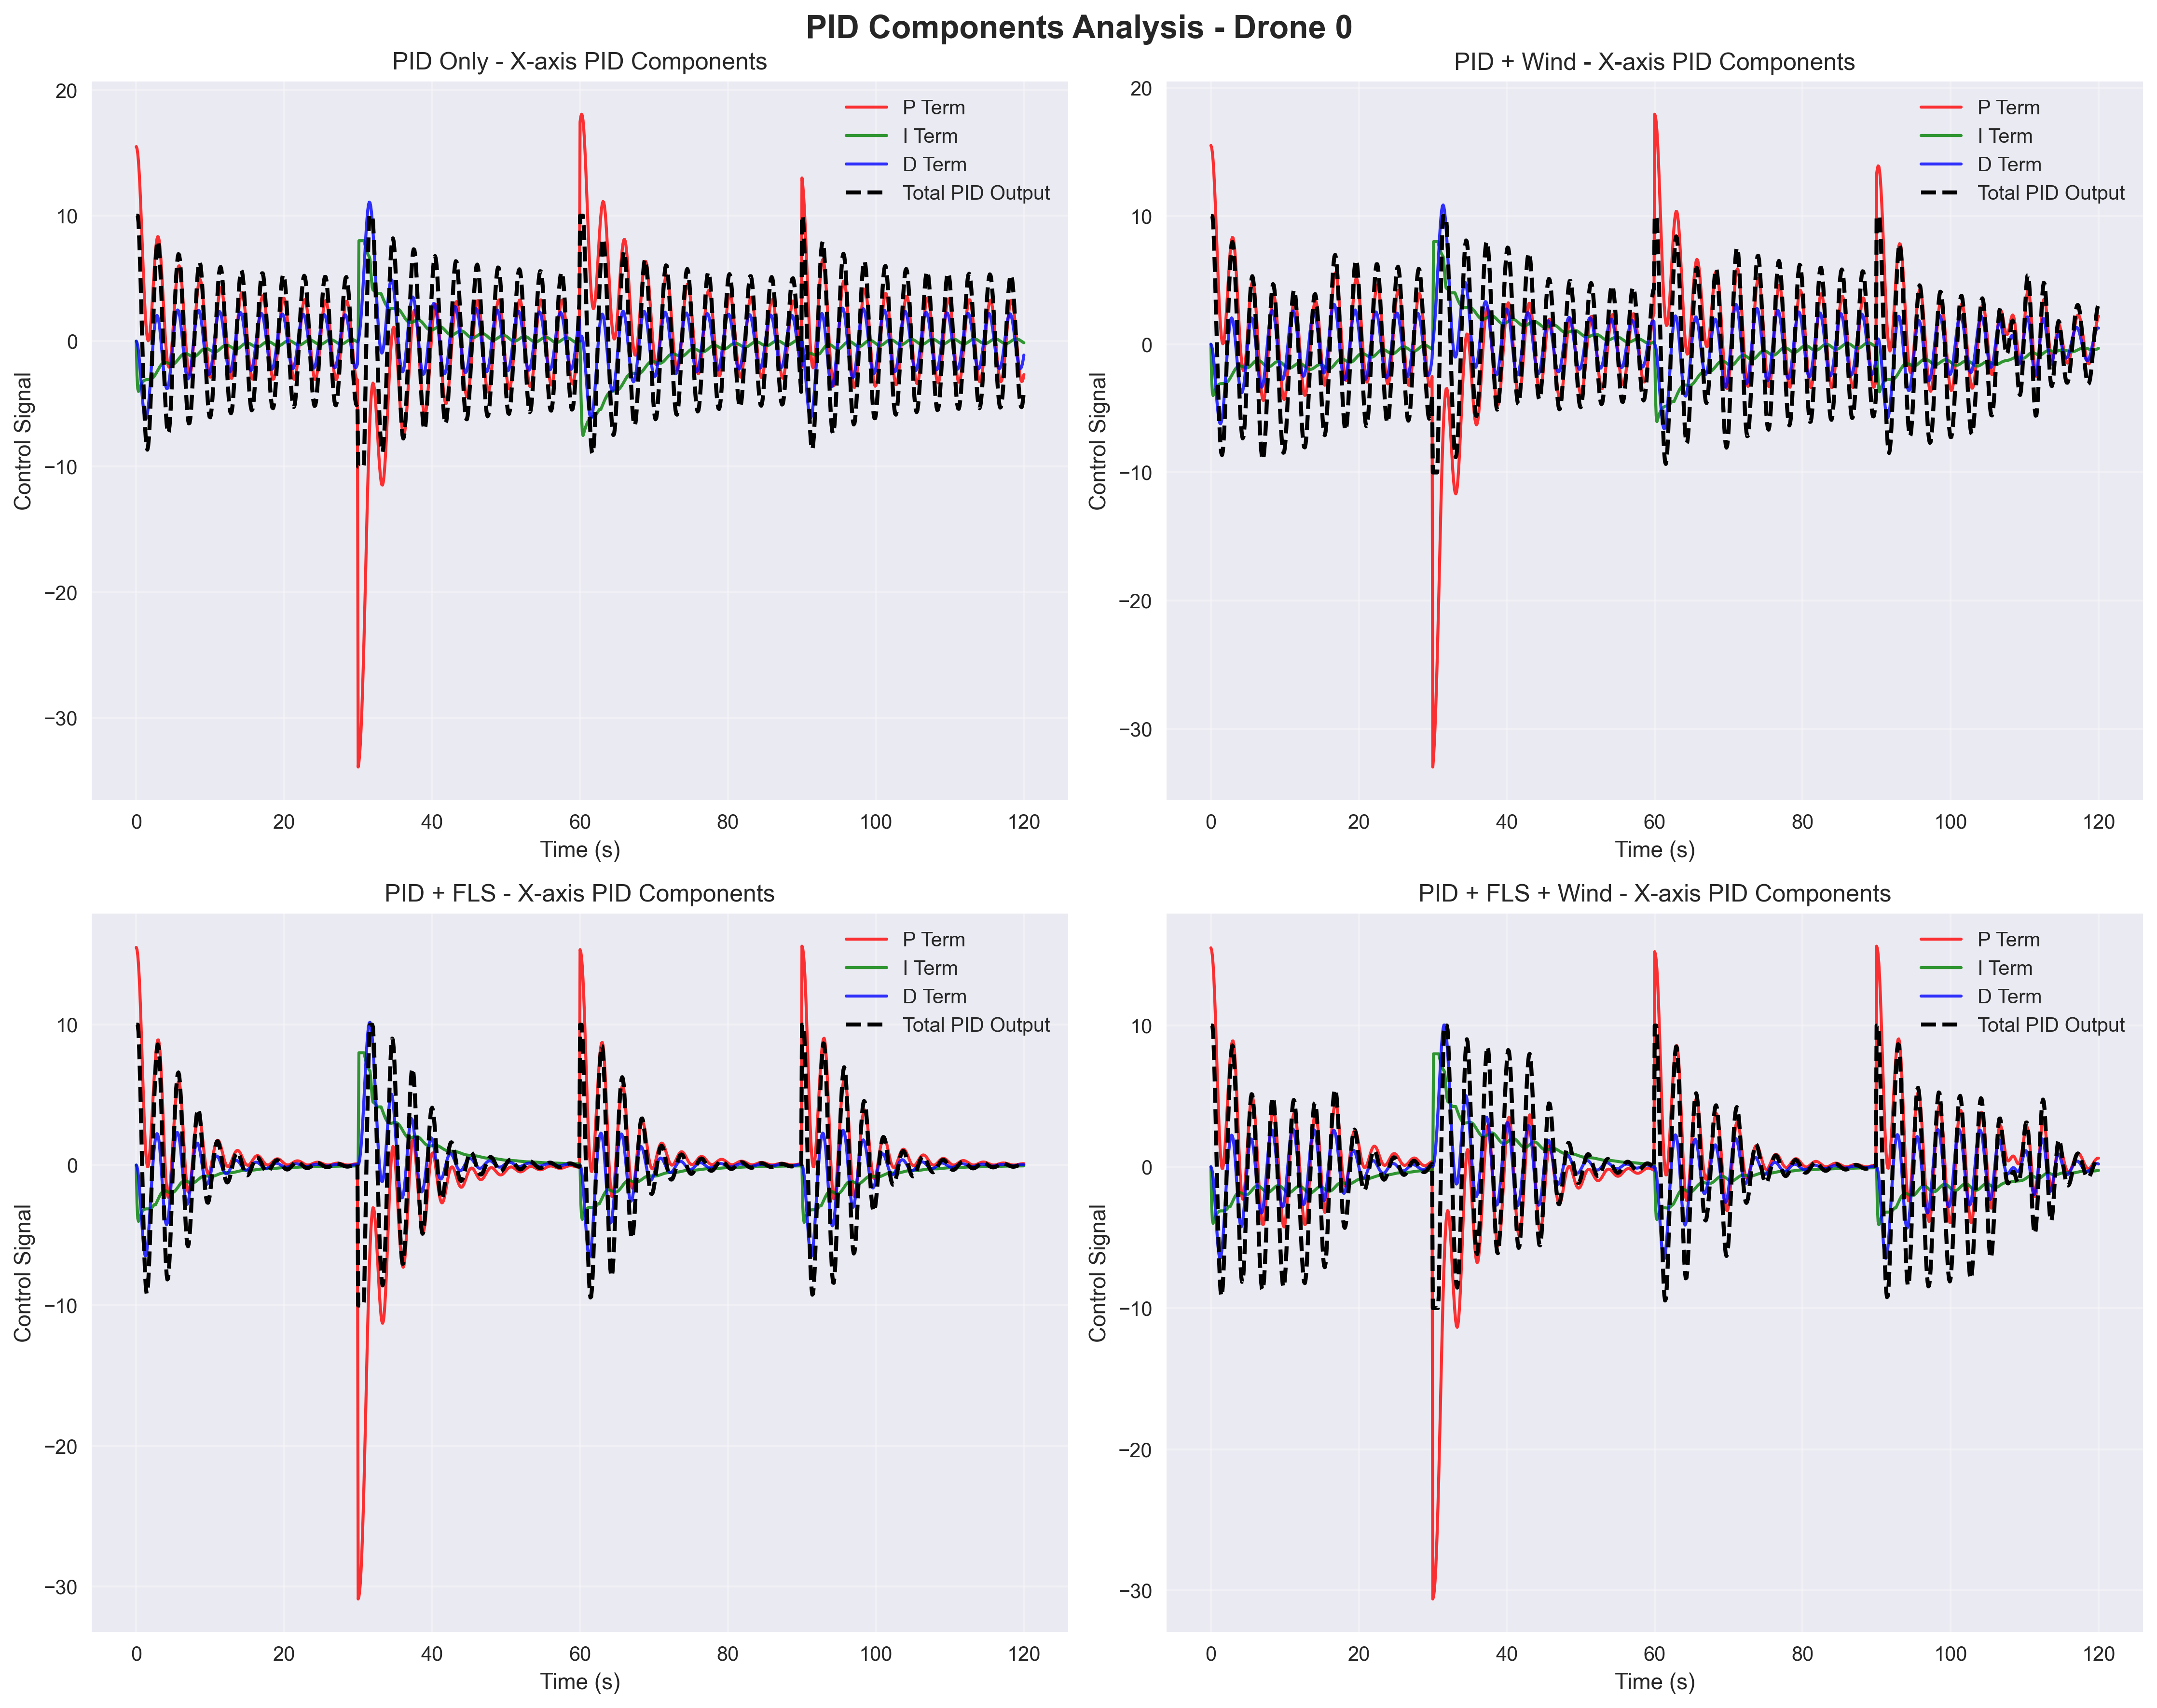 PID Components Analysis - Drone 0
PID Only - X-axis PID Components
20
10
0
−10
−20
−30
Control Signal
P Term
I Term
D Term
Total PID Output
0 20 40 60 80 100 120
Time (s)
PID + Wind - X-axis PID Components
20
10
0
−10
−20
−30
Control Signal
P Term
I Term
D Term
Total PID Output
0 20 40 60 80 100 120
Time (s)
PID + FLS - X-axis PID Components
10
0
−10
−20
−30
Control Signal
P Term
I Term
D Term
Total PID Output
0 20 40 60 80 100 120
Time (s)
PID + FLS + Wind - X-axis PID Components
10
0
−10
−20
−30
Control Signal
P Term
I Term
D Term
Total PID Output
0 20 40 60 80 100 120
Time (s)